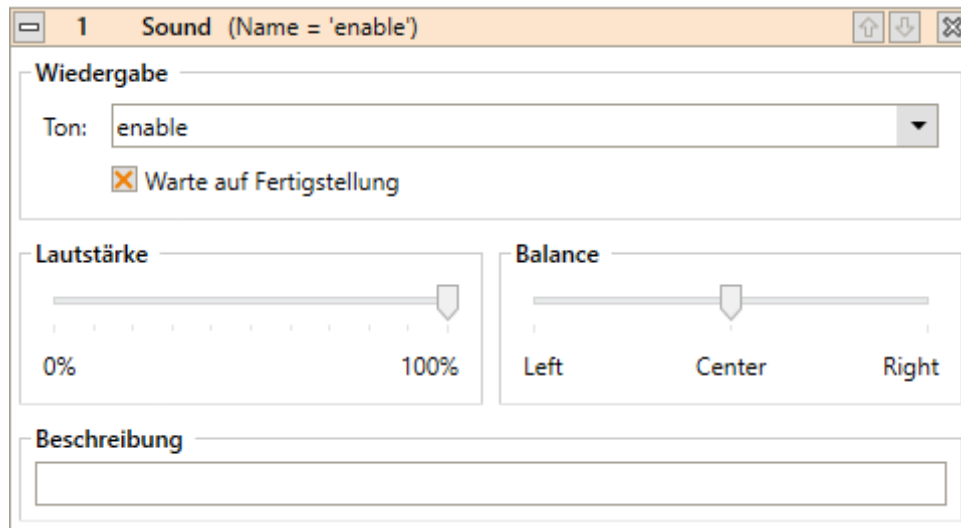 1 Sound (Name = 'enable')
Wiedergabe
Ton: enable
Warte auf Fertigstellung
Lautstärke Balance
0% 100% Left Center Right
Beschreibung